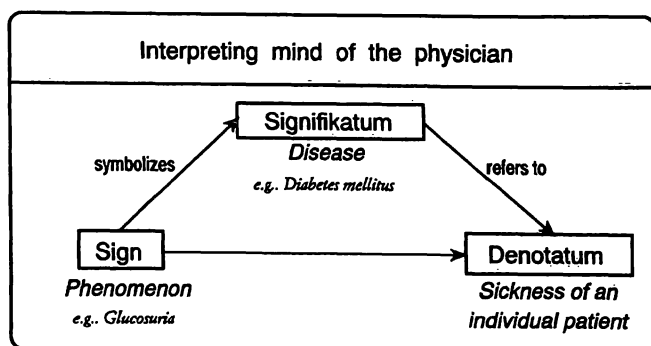 Interpreting mind of the physician
Signifikatum
Disease
e.g.. Diabetes mellitus
symbolizes
refers to
Sign
Phenomenon
e.g.. Glucosuria
Denotatum
Sickness of an
individual patient